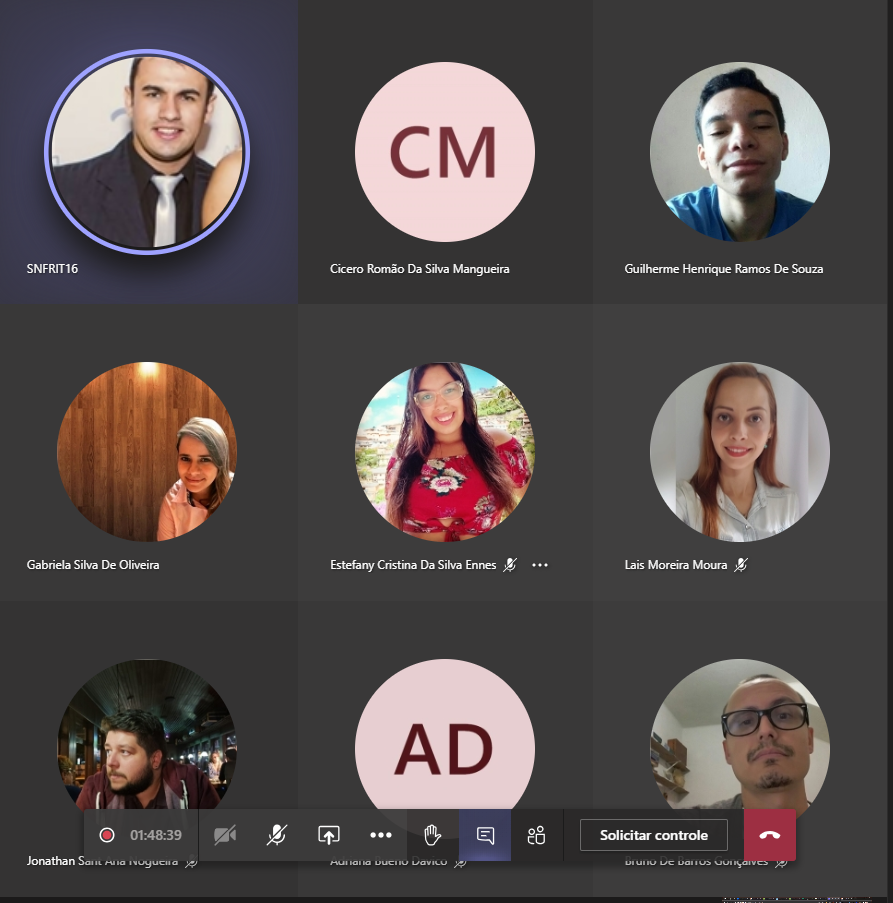 CM
SNFRIT16
Cicero Romão Da Silva Mangueira
Guilherme Henrique Ramos De Souza
Gabriela Silva De Oliveira
Estefany Cristina Da Silva Ennes
Lais Moreira Moura
AD
01:48:39
Solicitar controle
Jonathan Sant Ana Nogueira
Adriana Bueno Davico
Bruno De Barros Gonçalves